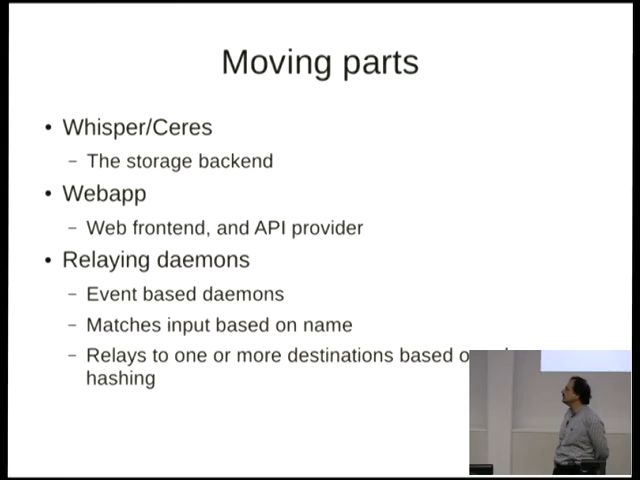 Moving parts
• Whisper/Ceres
– The storage backend
• Webapp
– Web frontend, and API provider
• Relaying daemons
– Event based daemons
– Matches input based on name
– Relays to one or more destinations based
hashing